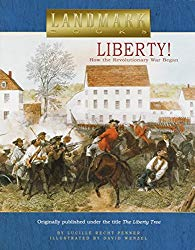 LANDMARK
BOOKS
LIBERTY!
How the Revolutionary War Began
Originally published under the title The Liberty Tree
BY LUCILLE RECHT PENNER
ILLUSTRATED BY DAVID WENZEL